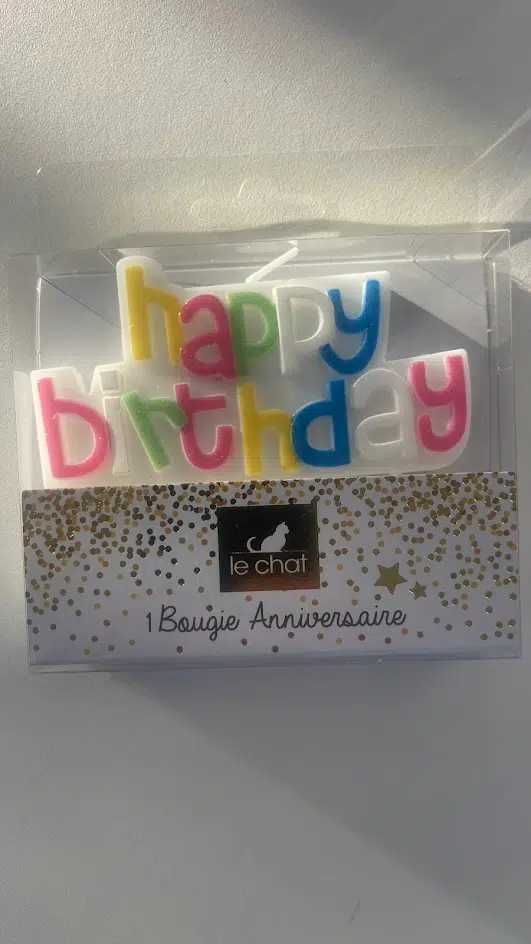 happy
birthday
le chat
1 Bougie Anniversaire